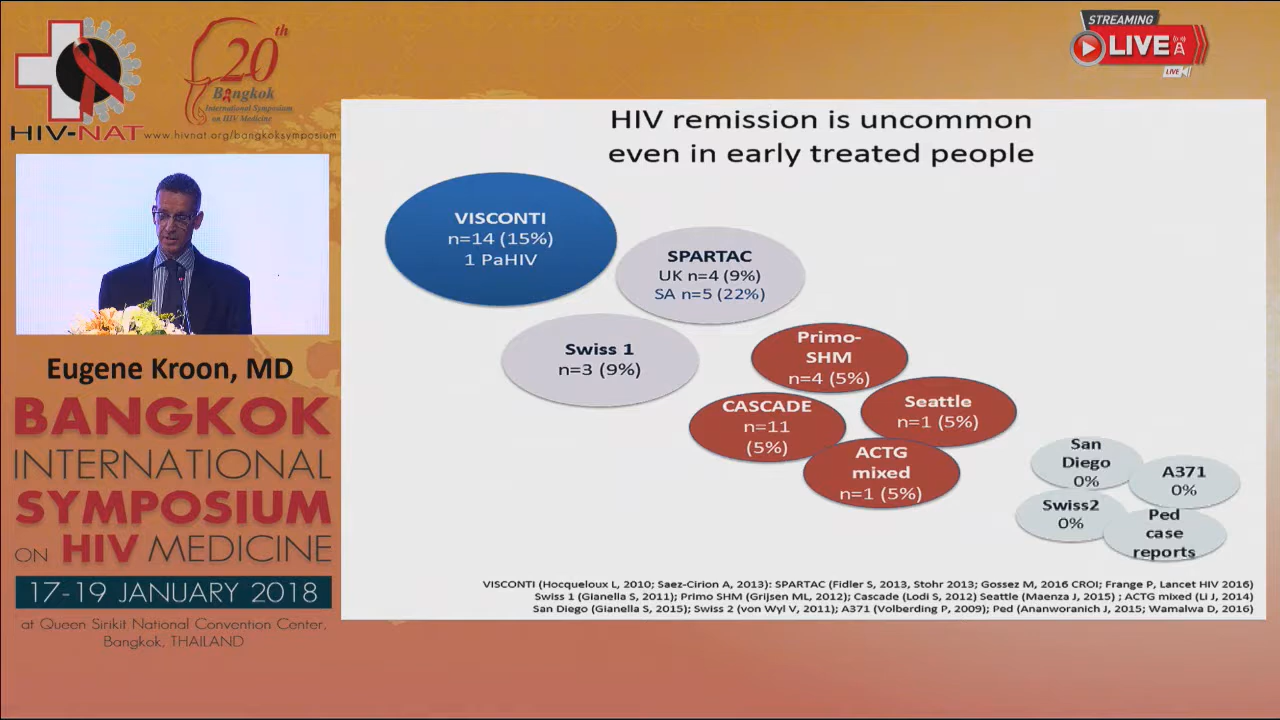 HIV-NAT
www.hivnat.org/bangkoksymposium
20th
Bangkok
International Symposium
on HIV Medicine
STREAMING
LIVE
LIVE
HIV remission is uncommon
even in early treated people
VISCONTI
n=14 (15%)
1 PaHIV
SPARTAC
UK n=4 (9%)
SA n=5 (22%)
Swiss 1
n=3 (9%)
Primo-
SHM
n=4 (5%)
CASCADE
n=11
(5%)
Seattle
n=1 (5%)
ACTG
mixed
n=1 (5%)
San
Diego
0%
A371
0%
Swiss2
0%
Ped
case
reports
VISCONTI (Hocqueloux L, 2010; Saez-Cirion A, 2013): SPARTAC (Fidler S, 2013, Stohr 2013; Gossez M, 2016 CROI; Frange P, Lancet HIV 2016)
Swiss 1 (Gianella S, 2011); Primo SHM (Grijsen ML, 2012); Cascade (Lodi S, 2012) Seattle (Maenza J, 2015) ; ACTG mixed (Li J, 2014)
San Diego (Gianella S, 2015); Swiss 2 (von Wyl V, 2011); A371 (Volberding P, 2009); Ped (Ananworanich J, 2015; Wamalwa D, 2016)
Eugene Kroon, MD
BANGKOK
INTERNATIONAL
SYMPOSIUM
ON HIV MEDICINE
17-19 JANUARY 2018
at Queen Sirikit National Convention Center,
Bangkok, THAILAND